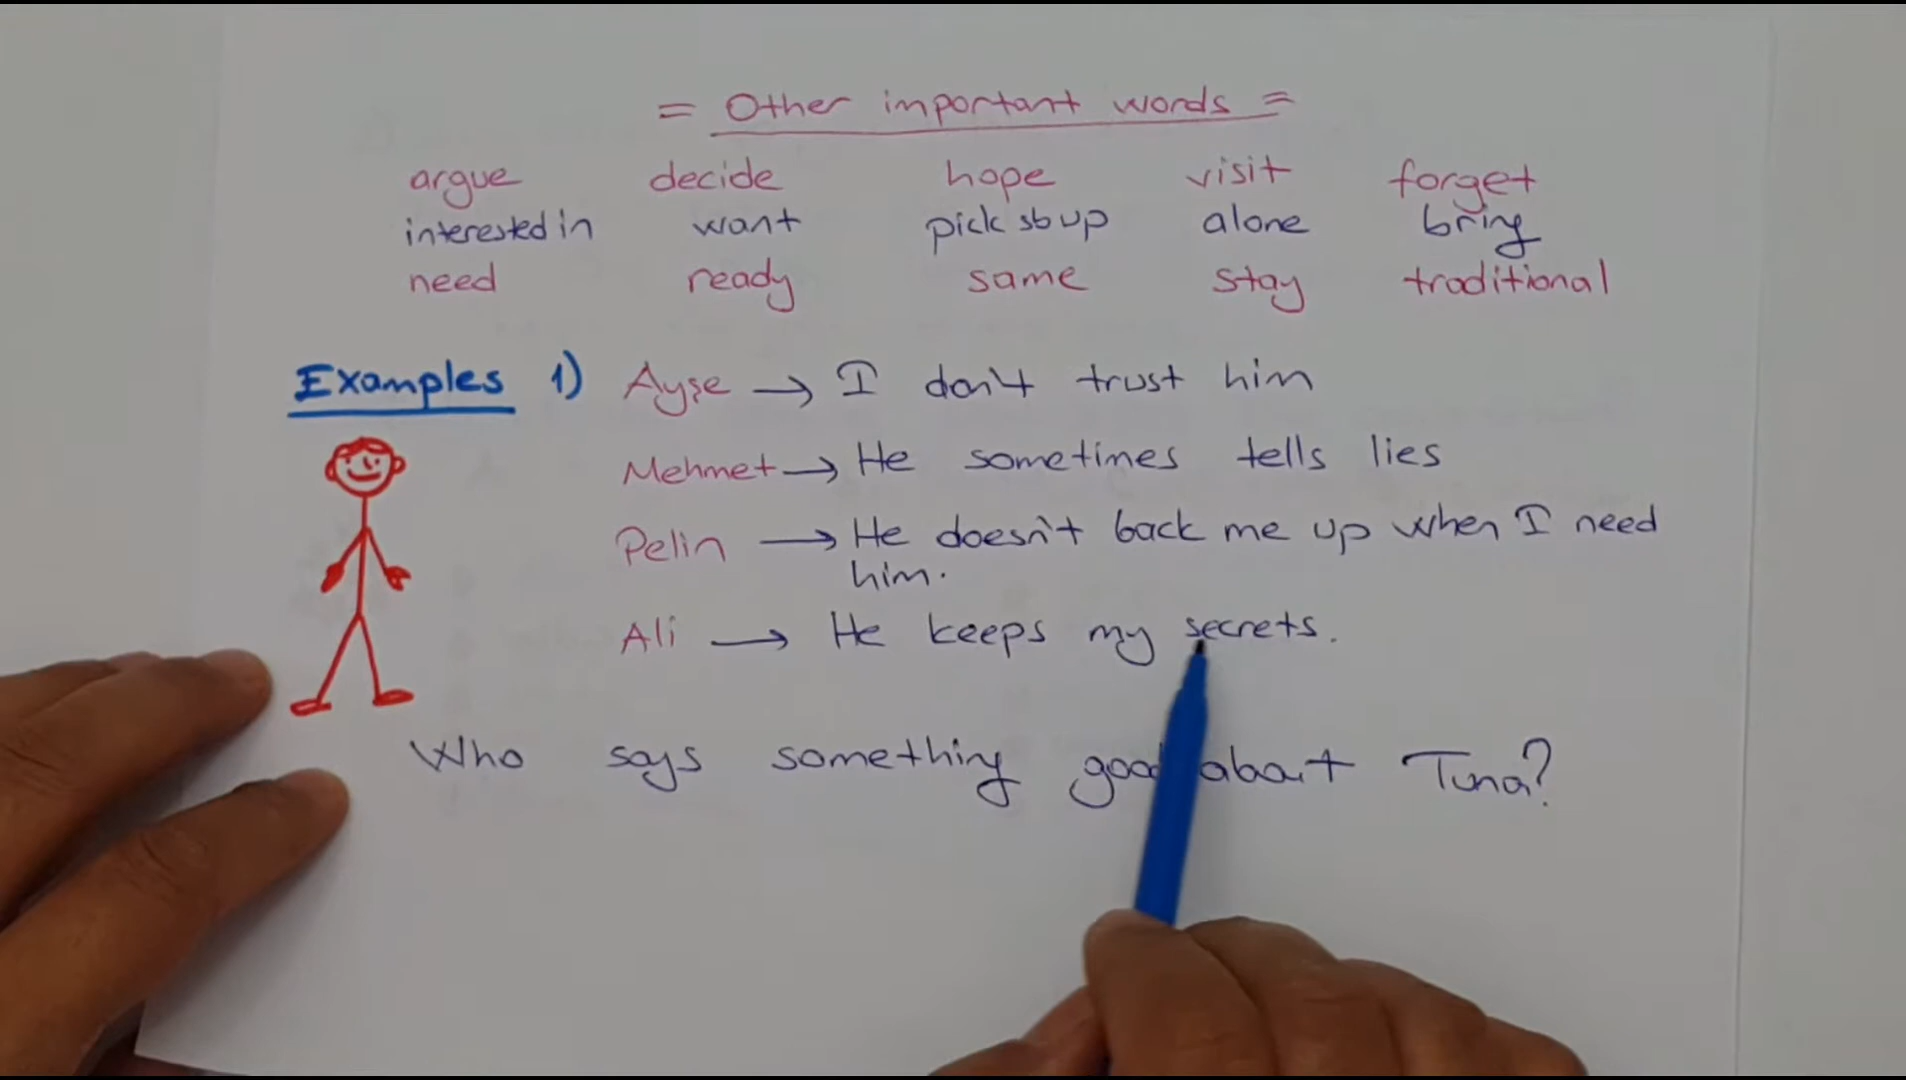 = Other important words =
argue decide hope visit forget
interested in want pick sb up alone bring
need ready same stay traditional
Examples 1) Ayşe → I don't trust him
Mehmet → He sometimes tells lies
Pelin → He doesn't back me up when I need
him.
Ali → He keeps my secrets.
Who says something good about Tuna?